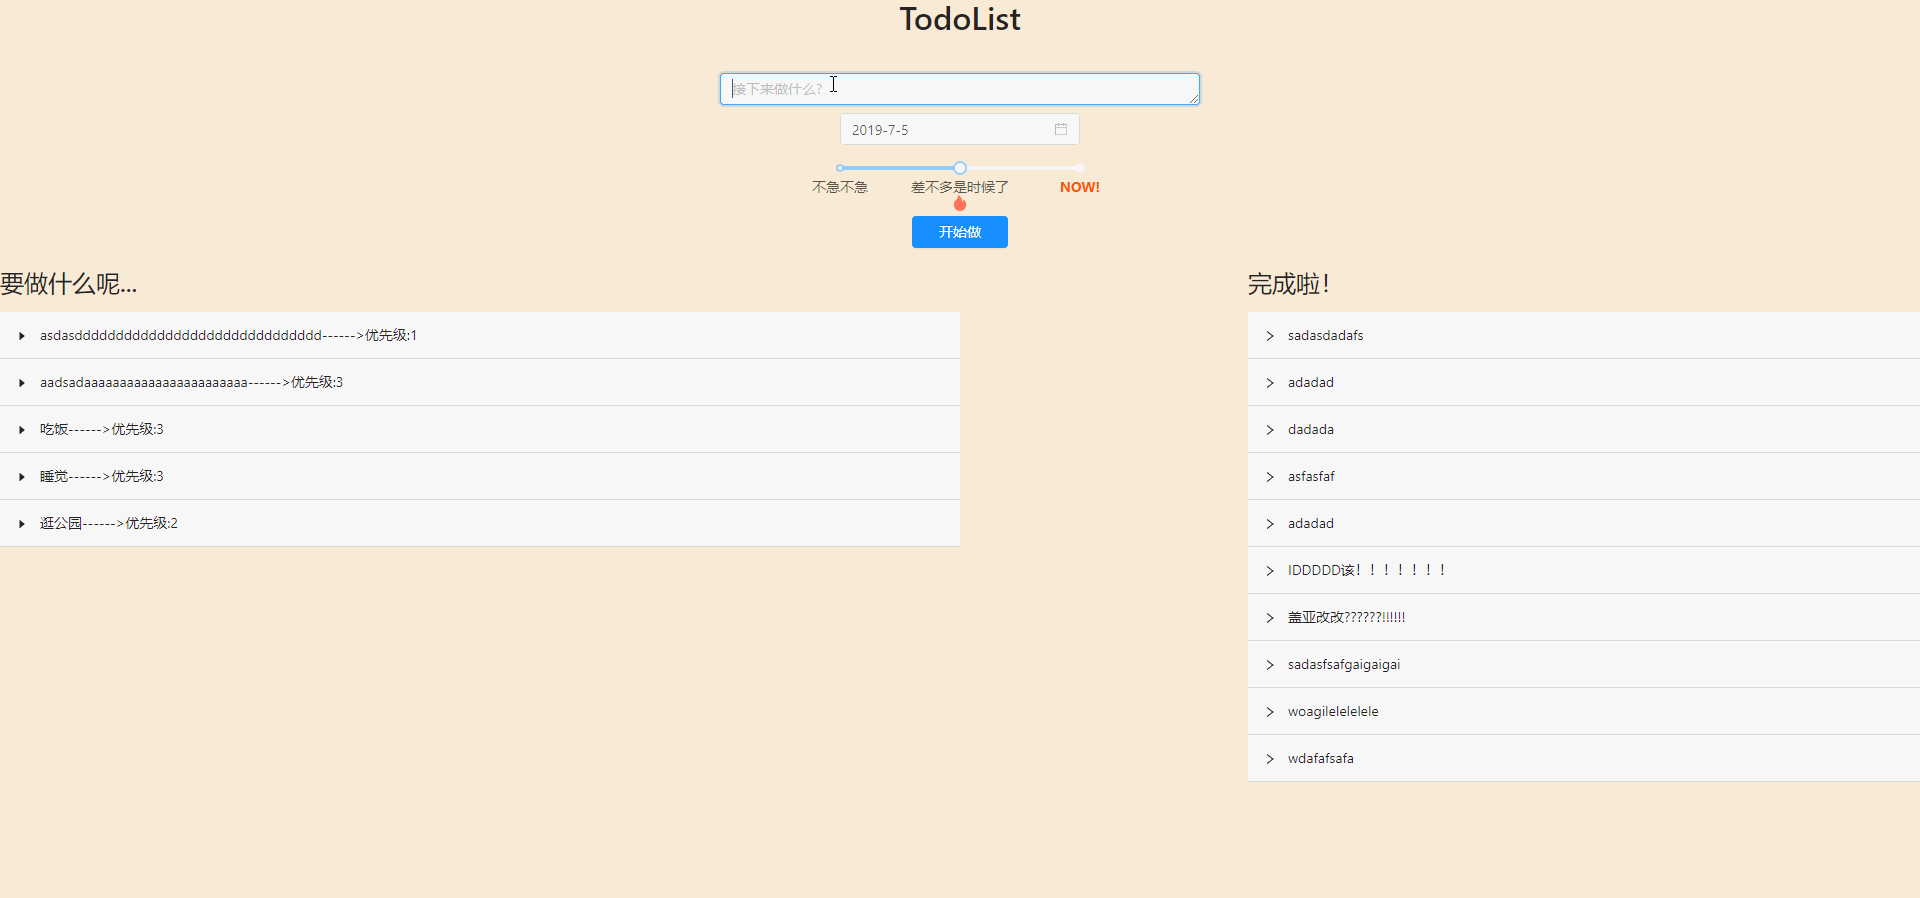 TodoList
接下来做什么?
2019-7-5
不急不急 差不多是时候了 NOW!
开始做
要做什么呢...
asdasdddddddddddddddddddddddddddddd------>优先级:1
aadsadaaaaaaaaaaaaaaaaaaaaaaaa------>优先级:3
吃饭------>优先级:3
睡觉------>优先级:3
逛公园------>优先级:2
完成啦！
sadasdadafs
adadad
dadada
asfasfaf
adadad
IDDDDD该！！！！！！！
盖亚改改??????!!!!!!
sadasfsafgaigaigai
woagilelelelele
wdafafsafa